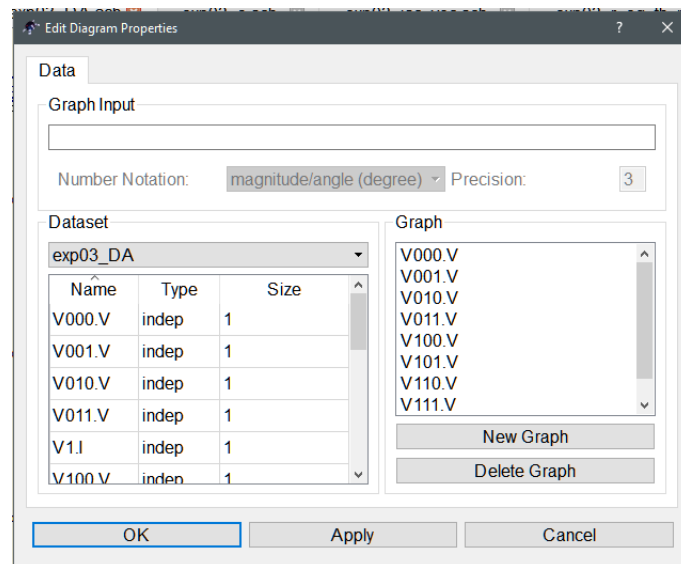 Edit Diagram Properties ? ×
Data
Graph Input
Number Notation: magnitude/angle (degree) Precision: 3
Dataset
exp03_DA
Name Type Size
V000.V indep 1
V001.V indep 1
V010.V indep 1
V011.V indep 1
V1.I indep 1
V100.V indep 1
Graph
V000.V
V001.V
V010.V
V011.V
V100.V
V101.V
V110.V
V111.V
New Graph
Delete Graph
OK Apply Cancel